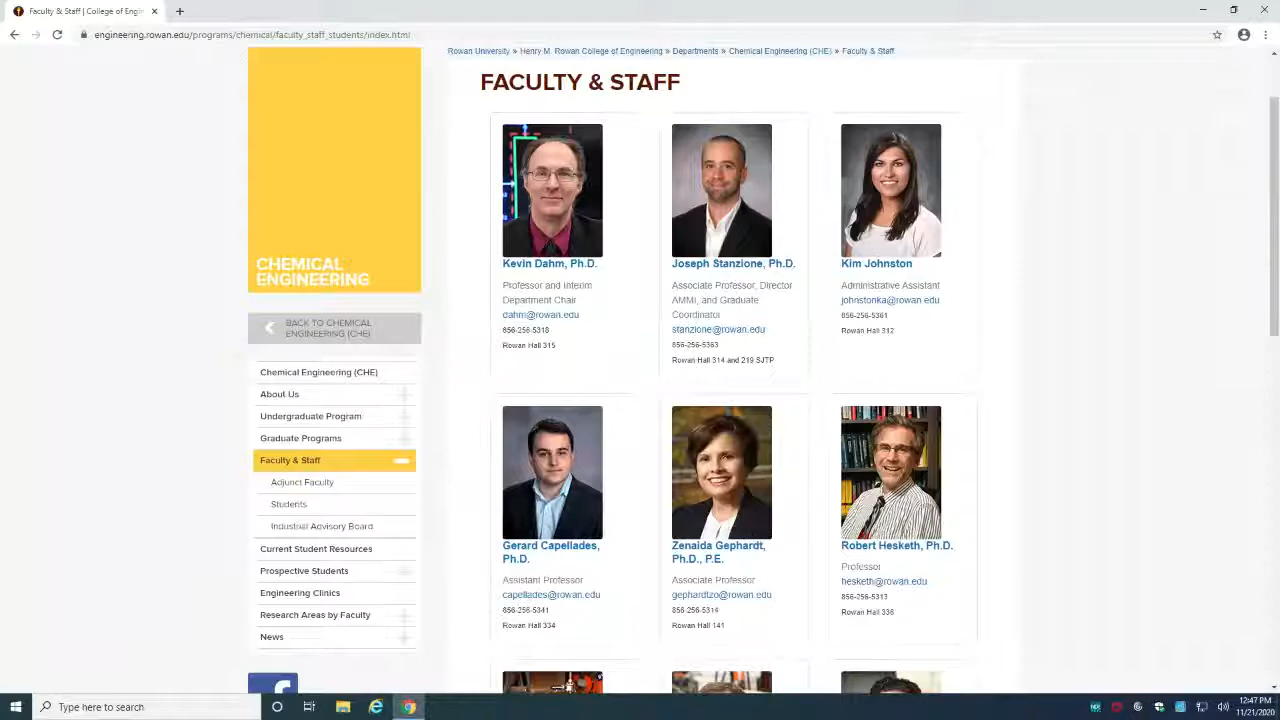 Faculty & Staff | College of Engin
engineering.rowan.edu/programs/chemical/faculty_staff_students/index.html
Rowan University » Henry M. Rowan College of Engineering » Departments » Chemical Engineering (CHE) » Faculty & Staff
FACULTY & STAFF
CHEMICAL
ENGINEERING
BACK TO CHEMICAL
ENGINEERING (CHE)
Chemical Engineering (CHE)
About Us
Undergraduate Program
Graduate Programs
Faculty & Staff
Adjunct Faculty
Students
Industrial Advisory Board
Current Student Resources
Prospective Students
Engineering Clinics
Research Areas by Faculty
News
Kevin Dahm, Ph.D.
Professor and Interim
Department Chair
dahm@rowan.edu
856-256-5318
Rowan Hall 315
Joseph Stanzione, Ph.D.
Associate Professor, Director
AMMI, and Graduate
Coordinator
stanzione@rowan.edu
856-256-5363
Rowan Hall 314 and 219 SJTP
Kim Johnston
Administrative Assistant
johnstonka@rowan.edu
856-256-5361
Rowan Hall 312
Gerard Capellades,
Ph.D.
Assistant Professor
capellades@rowan.edu
856-256-5341
Rowan Hall 334
Zenaida Gephardt,
Ph.D., P.E.
Associate Professor
gephardtzo@rowan.edu
856-256-5314
Rowan Hall 141
Robert Hesketh, Ph.D.
Professor
hesketh@rowan.edu
856-256-5313
Rowan Hall 336
Type here to search
12:47 PM
11/21/2020